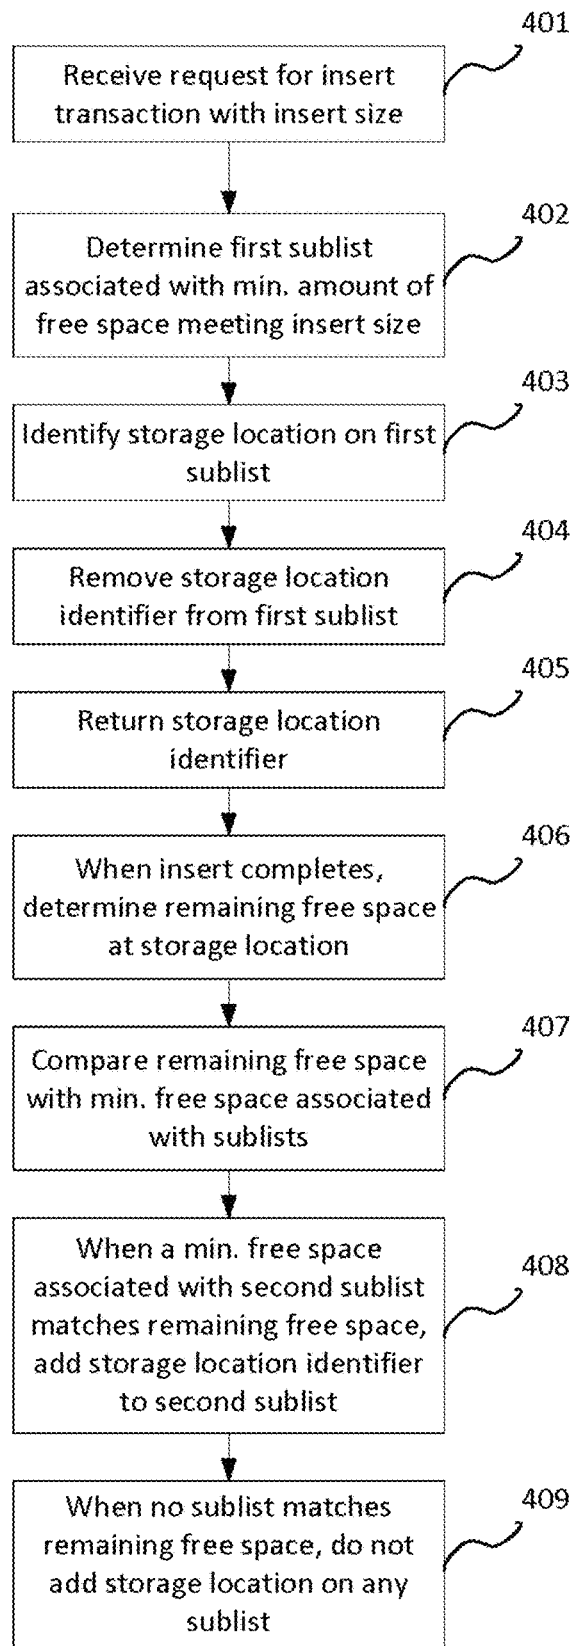 401
Receive request for insert
transaction with insert size
402
Determine first sublist
associated with min. amount of
free space meeting insert size
403
Identify storage location on first
sublist
404
Remove storage location
identifier from first sublist
405
Return storage location
identifier
406
When insert completes,
determine remaining free space
at storage location
407
Compare remaining free space
with min. free space associated
with sublists
408
When a min. free space
associated with second sublist
matches remaining free space,
add storage location identifier
to second sublist
409
When no sublist matches
remaining free space, do not
add storage location on any
sublist